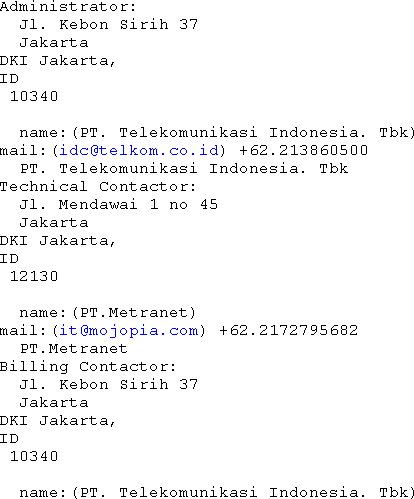 Administrator:
Jl. Kebon Sirih 37
Jakarta
DKI Jakarta,
ID
10340
name:(PT. Telekomunikasi Indonesia. Tbk)
mail:(idc@telkom.co.id) +62.213860500
PT. Telekomunikasi Indonesia. Tbk
Technical Contactor:
Jl. Mendawai 1 no 45
Jakarta
DKI Jakarta,
ID
12130
name:(PT.Metranet)
mail:(it@mojopia.com) +62.2172795682
PT.Metranet
Billing Contactor:
Jl. Kebon Sirih 37
Jakarta
DKI Jakarta,
ID
10340
name:(PT. Telekomunikasi Indonesia. Tbk)